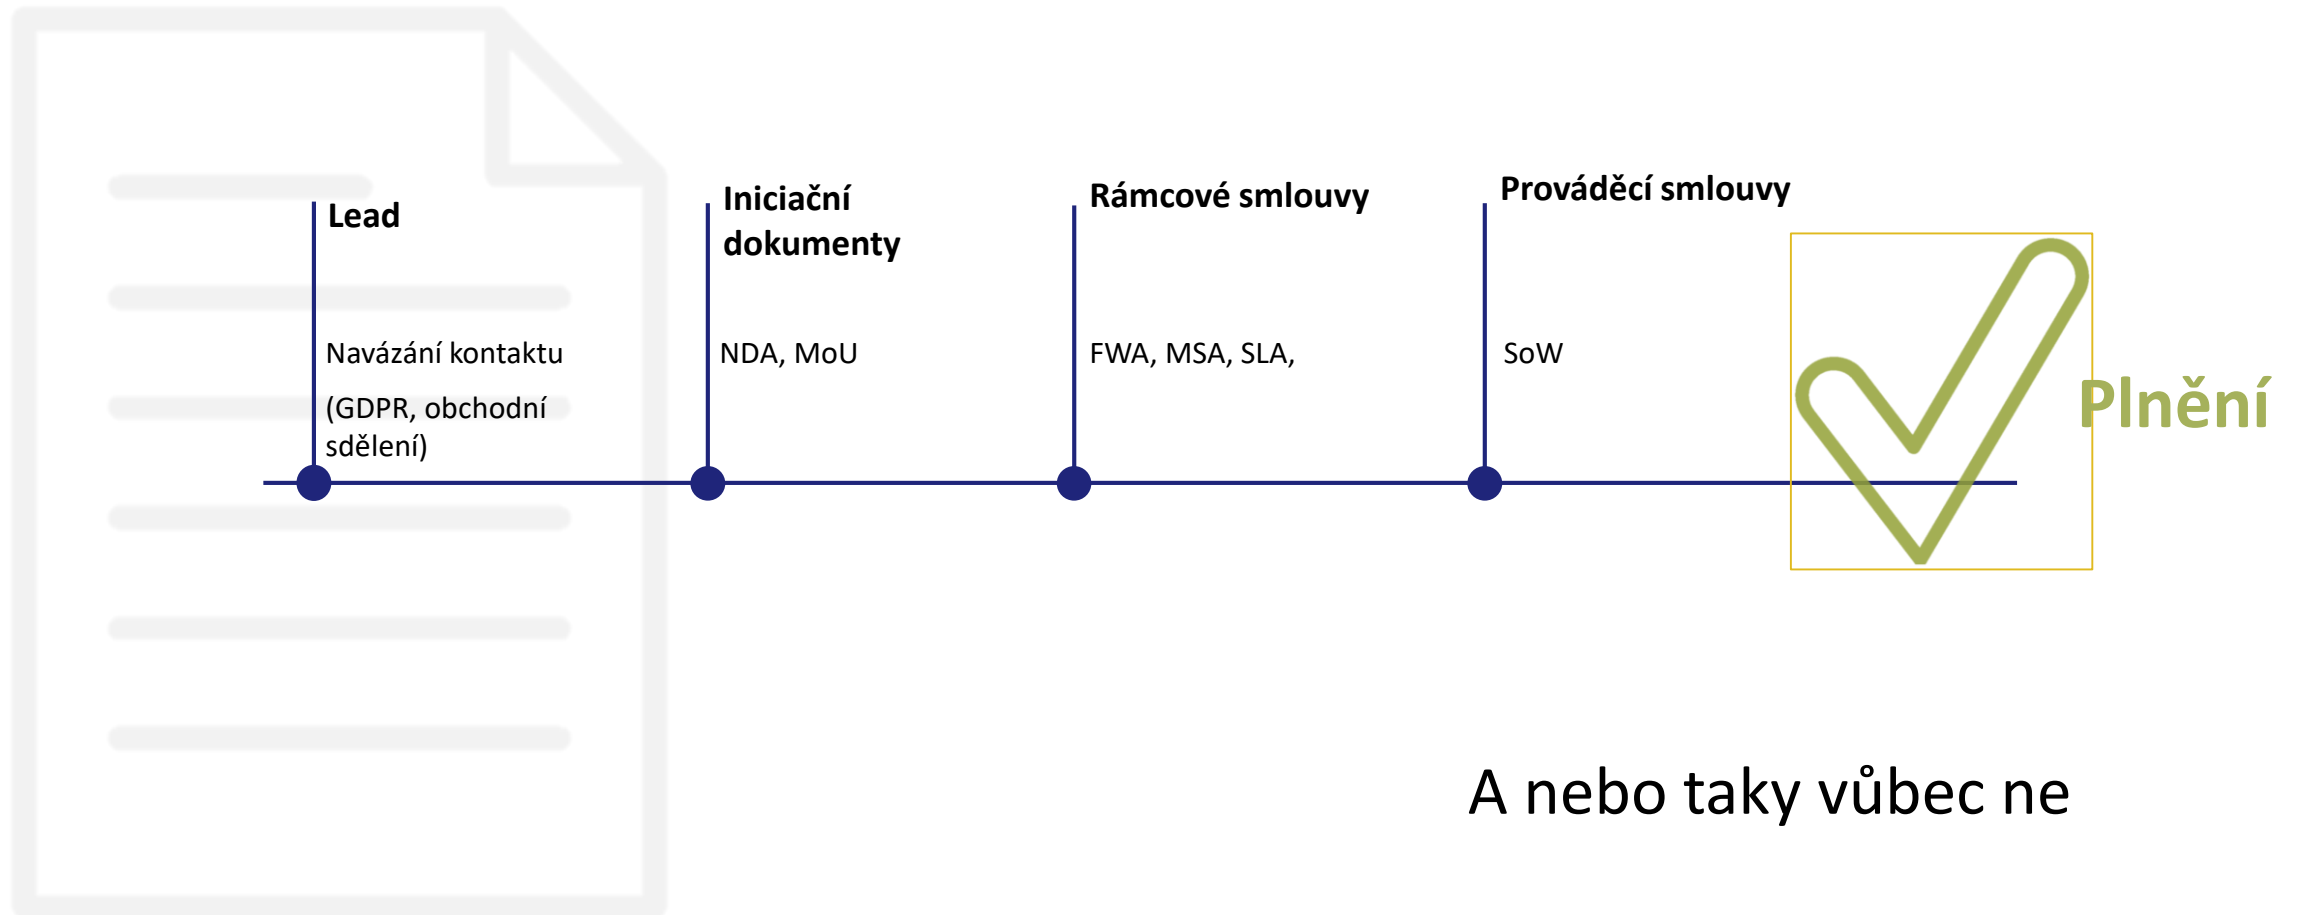 Lead
Navázání kontaktu
(GDPR, obchodní
sdělení)
Iniciační
dokumenty
NDA, MoU
Rámcové smlouvy
FWA, MSA, SLA,
Prováděcí smlouvy
SoW
Plnění
A nebo taky vůbec ne